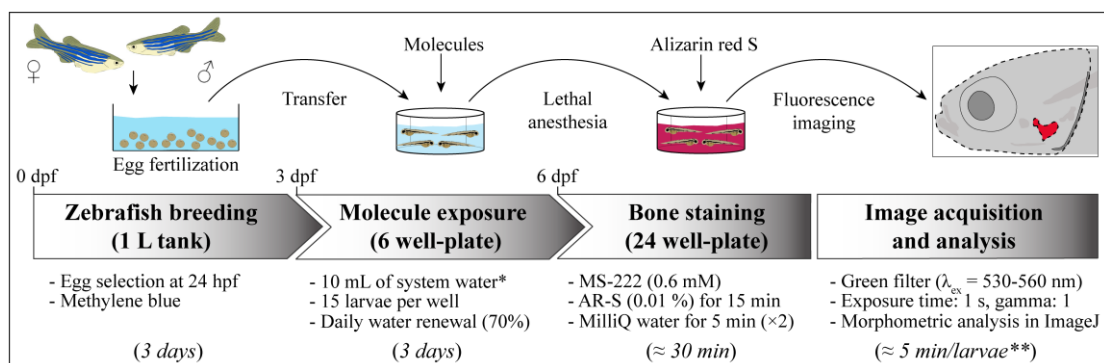 ♀
♂
Transfer
Egg fertilization
Molecules
Lethal
anesthesia
Alizarin red S
Fluorescence
imaging
0 dpf
3 dpf
6 dpf
Zebrafish breeding
(1 L tank)
- Egg selection at 24 hpf
- Methylene blue
(3 days)
Molecule exposure
(6 well-plate)
- 10 mL of system water*
- 15 larvae per well
- Daily water renewal (70%)
(3 days)
Bone staining
(24 well-plate)
- MS-222 (0.6 mM)
- AR-S (0.01 %) for 15 min
- MilliQ water for 5 min (×2)
(≈ 30 min)
Image acquisition
and analysis
- Green filter (λex = 530-560 nm)
- Exposure time: 1 s, gamma: 1
- Morphometric analysis in ImageJ
(≈ 5 min/larvae**)